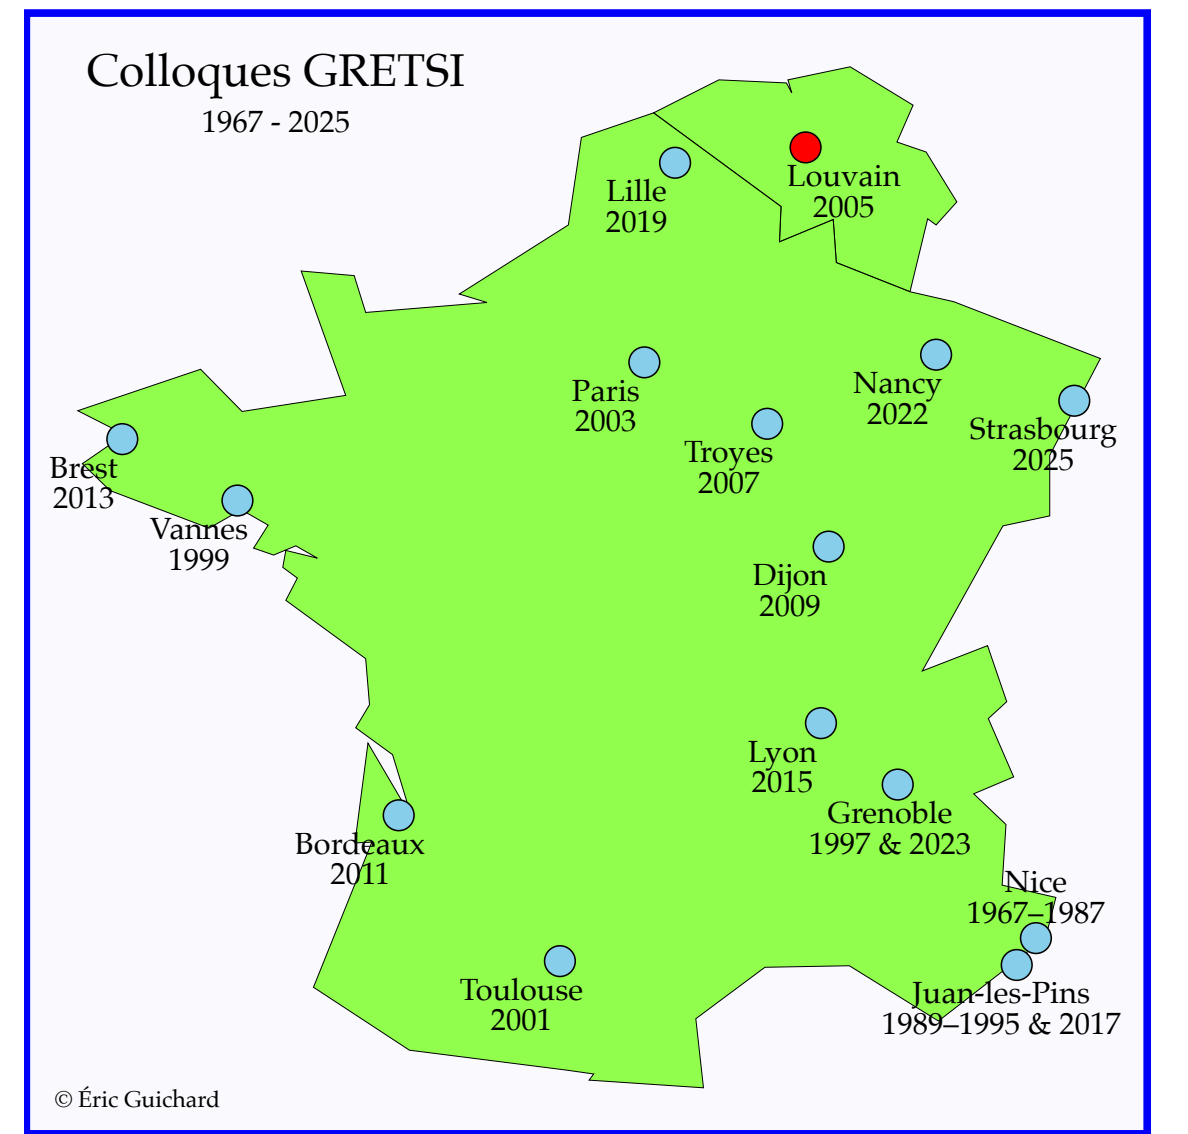 Colloques GRETSI
1967 - 2025
Lille
2019
Louvain
2005
Paris
2003
Nancy
2022
Troyes
2007
Strasbourg
2025
Brest
2013
Vannes
1999
Dijon
2009
Lyon
2015
Grenoble
1997 & 2023
Bordeaux
2011
Nice
1967–1987
Toulouse
2001
Juan-les-Pins
1989–1995 & 2017
© Éric Guichard